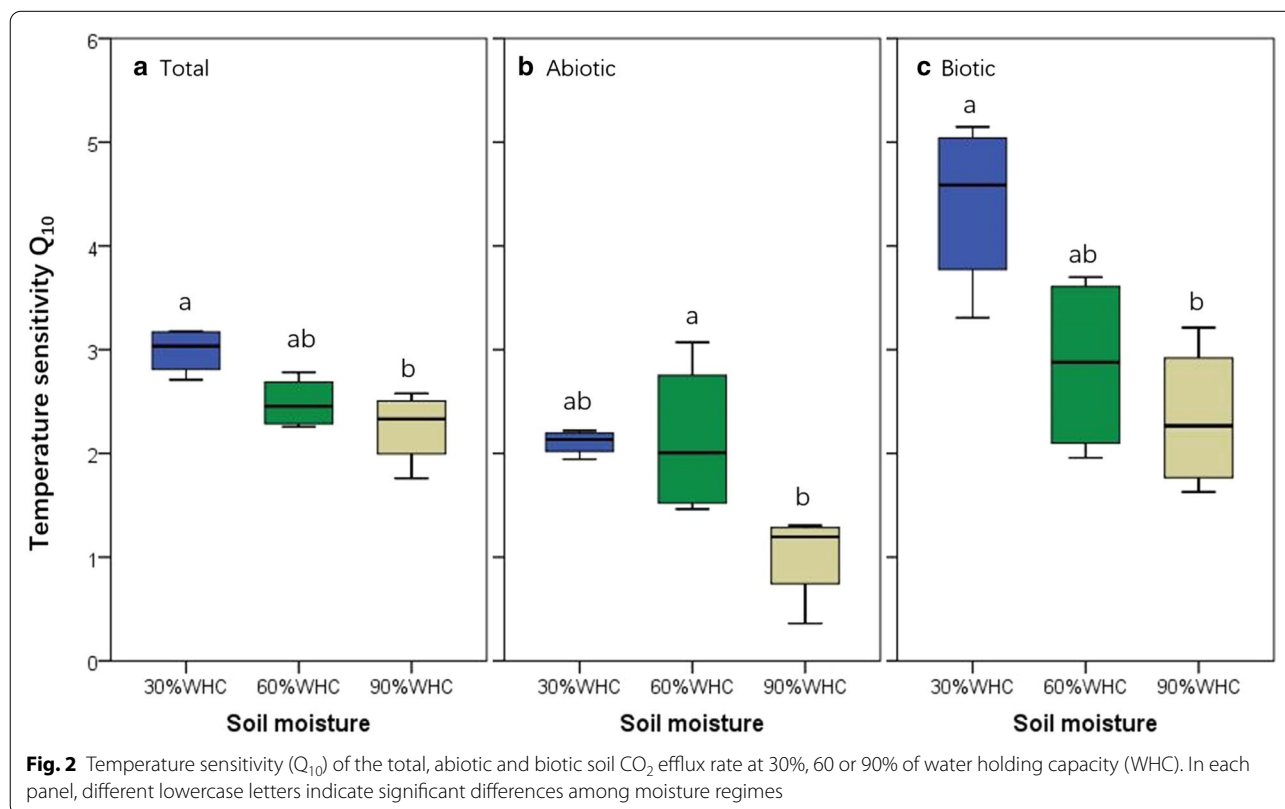 Temperature sensitivity Q₁₀
6
5
4
3
2
1
0
a Total
a
ab
b
30%WHC 60%WHC 90%WHC
Soil moisture
b Abiotic
ab
a
b
30%WHC 60%WHC 90%WHC
Soil moisture
c Biotic
a
ab
b
30%WHC 60%WHC 90%WHC
Soil moisture
Fig. 2 Temperature sensitivity (Q₁₀) of the total, abiotic and biotic soil CO₂ efflux rate at 30%, 60 or 90% of water holding capacity (WHC). In each
panel, different lowercase letters indicate significant differences among moisture regimes